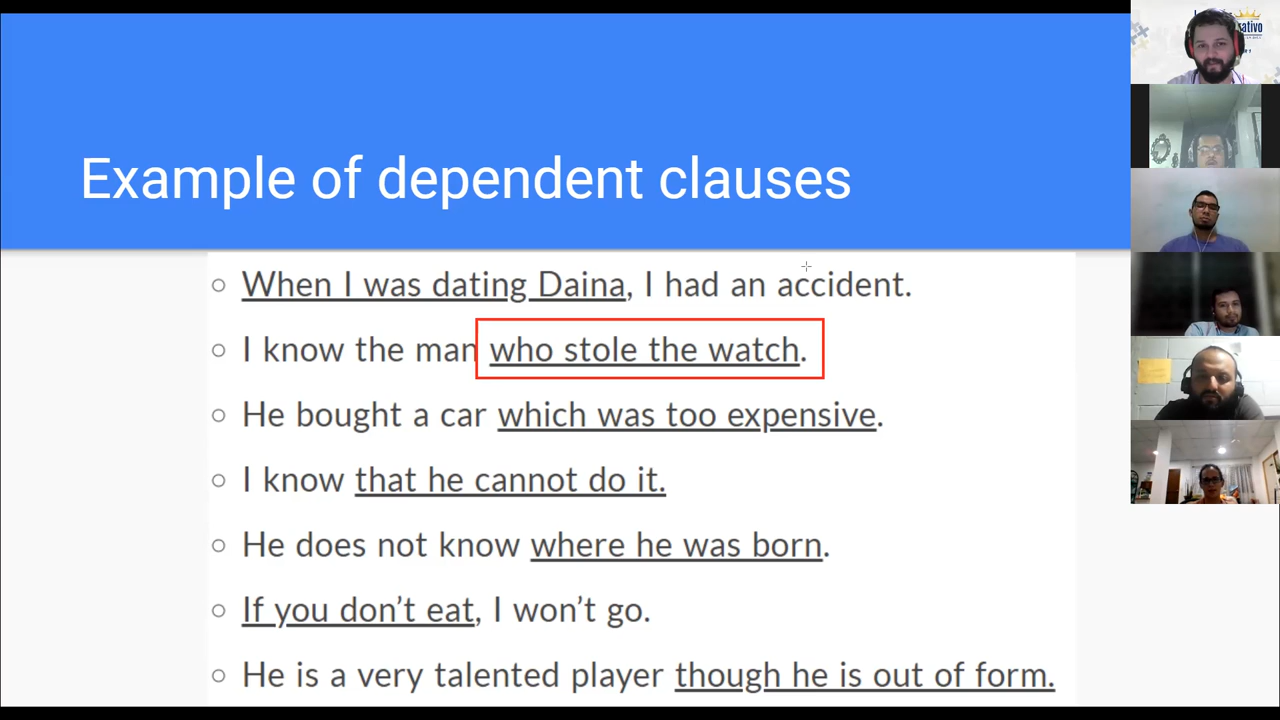 Example of dependent clauses
When I was dating Daina, I had an accident.
I know the man who stole the watch.
He bought a car which was too expensive.
I know that he cannot do it.
He does not know where he was born.
If you don’t eat, I won’t go.
He is a very talented player though he is out of form.